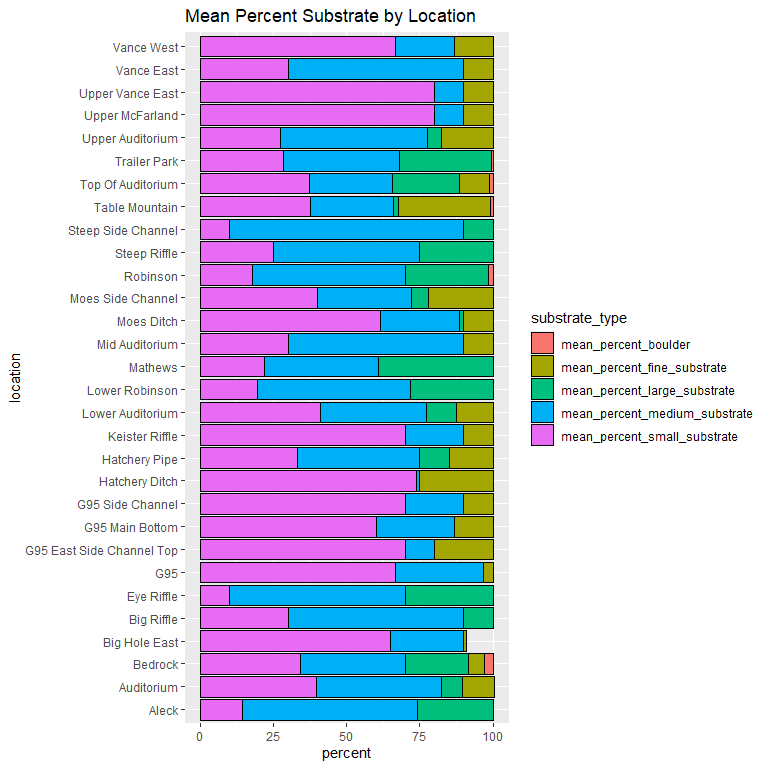 Mean Percent Substrate by Location
location
Vance West
Vance East
Upper Vance East
Upper McFarland
Upper Auditorium
Trailer Park
Top Of Auditorium
Table Mountain
Steep Side Channel
Steep Riffle
Robinson
Moes Side Channel
Moes Ditch
Mid Auditorium
Mathews
Lower Robinson
Lower Auditorium
Keister Riffle
Hatchery Pipe
Hatchery Ditch
G95 Side Channel
G95 Main Bottom
G95 East Side Channel Top
G95
Eye Riffle
Big Riffle
Big Hole East
Bedrock
Auditorium
Aleck
0 25 50 75 100
percent
substrate_type
mean_percent_boulder
mean_percent_fine_substrate
mean_percent_large_substrate
mean_percent_medium_substrate
mean_percent_small_substrate